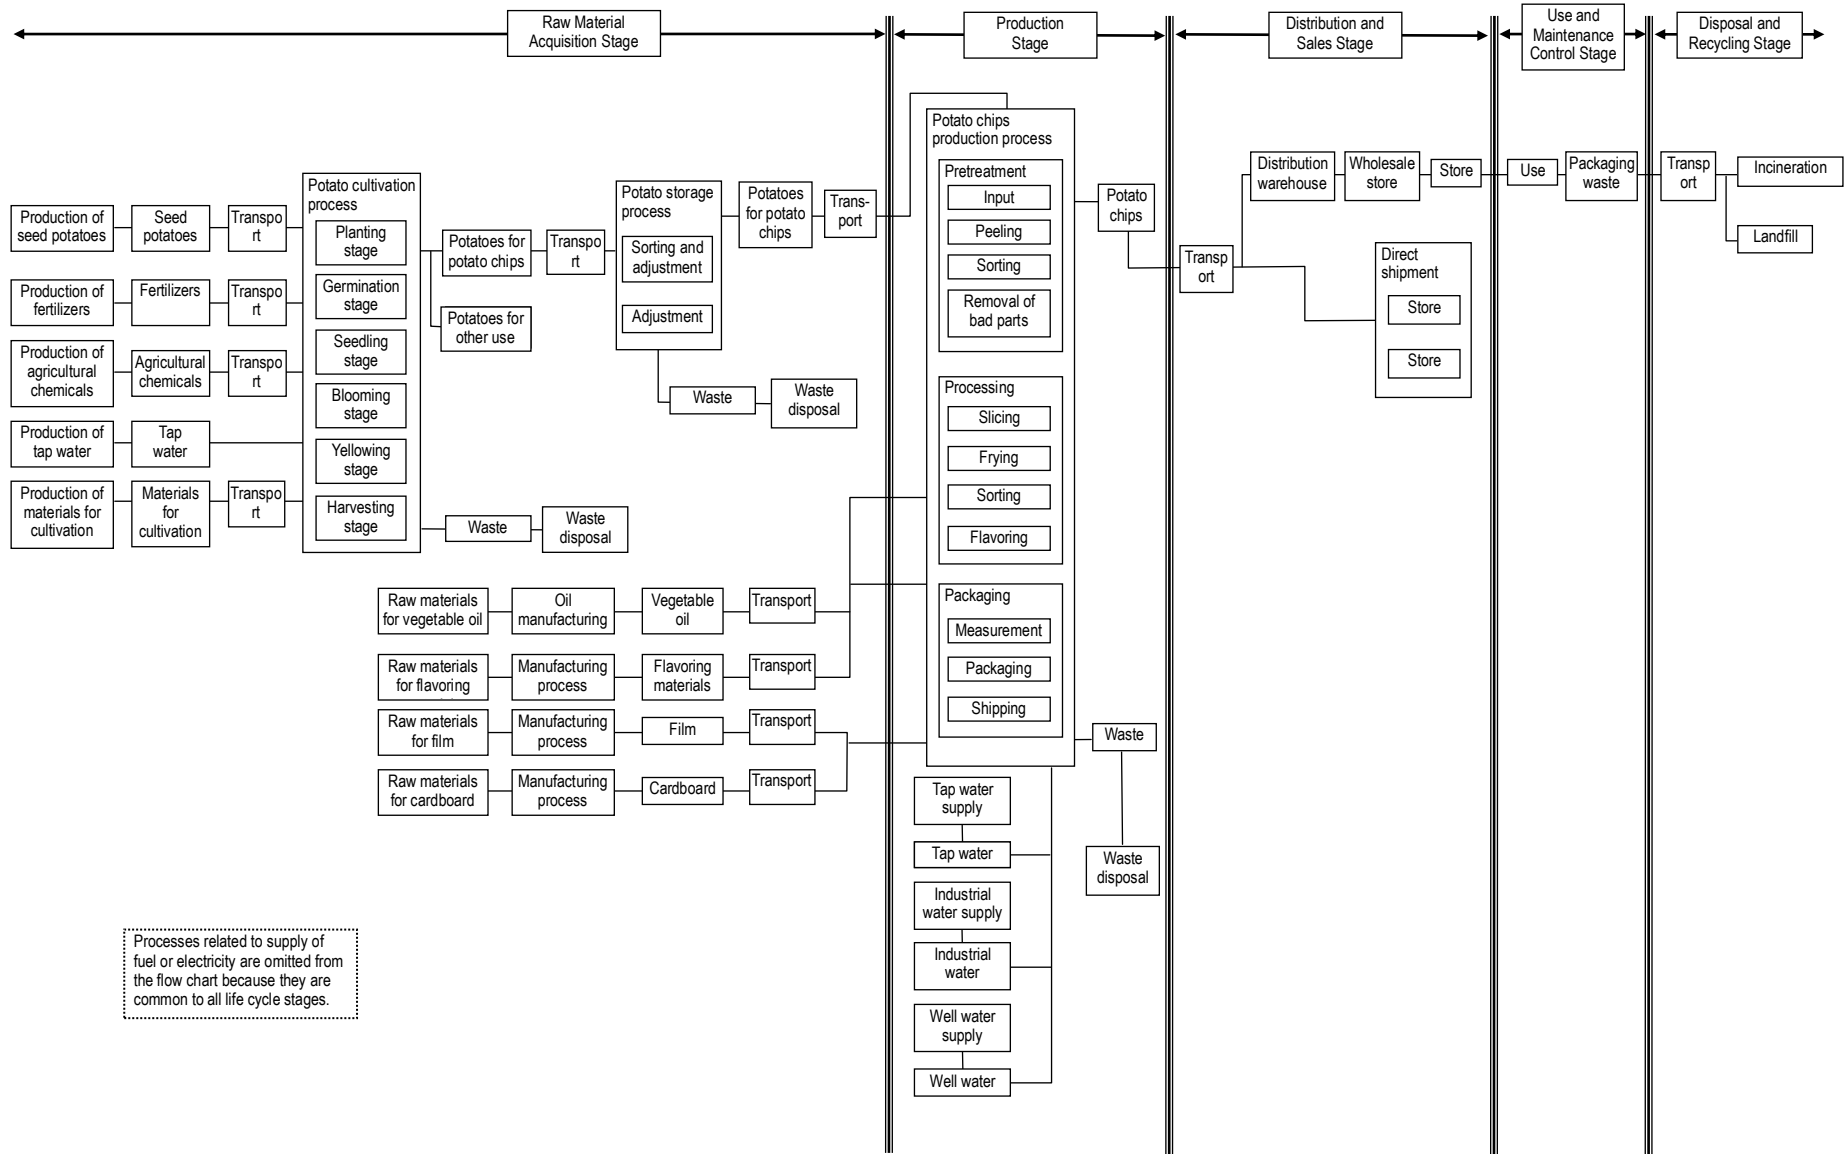 Raw Material
Acquisition Stage
Production
Stage
Distribution and
Sales Stage
Use and
Maintenance
Control Stage
Disposal and
Recycling Stage
Production of
seed potatoes
Seed
potatoes
Transpo
rt
Production of
fertilizers
Fertilizers
Transpo
rt
Production of
agricultural
chemicals
Agricultural
chemicals
Transpo
rt
Production of
tap water
Tap
water
Production of
materials for
cultivation
Materials
for
cultivation
Transpo
rt
Potato cultivation
process
Planting
stage
Germination
stage
Seedling
stage
Blooming
stage
Yellowing
stage
Harvesting
stage
Potatoes for
potato chips
Transpo
rt
Potatoes for
other use
Waste
Waste
disposal
Potato storage
process
Sorting and
adjustment
Adjustment
Waste
Waste
disposal
Potatoes
for potato
chips
Trans-
port
Raw materials
for vegetable oil
Oil
manufacturing
Vegetable
oil
Transport
Raw materials
for flavoring
Manufacturing
process
Flavoring
materials
Transport
Raw materials
for film
Manufacturing
process
Film
Transport
Raw materials
for cardboard
Manufacturing
process
Cardboard
Transport
Potato chips
production process
Pretreatment
Input
Peeling
Sorting
Removal of
bad parts
Processing
Slicing
Frying
Sorting
Flavoring
Packaging
Measurement
Packaging
Shipping
Tap water
supply
Tap water
Industrial
water supply
Industrial
water
Well water
supply
Well water
Potato
chips
Waste
Waste
disposal
Transp
ort
Distribution
warehouse
Wholesale
store
Store
Direct
shipment
Store
Store
Use
Packaging
waste
Transp
ort
Incineration
Landfill
Processes related to supply of
fuel or electricity are omitted from
the flow chart because they are
common to all life cycle stages.